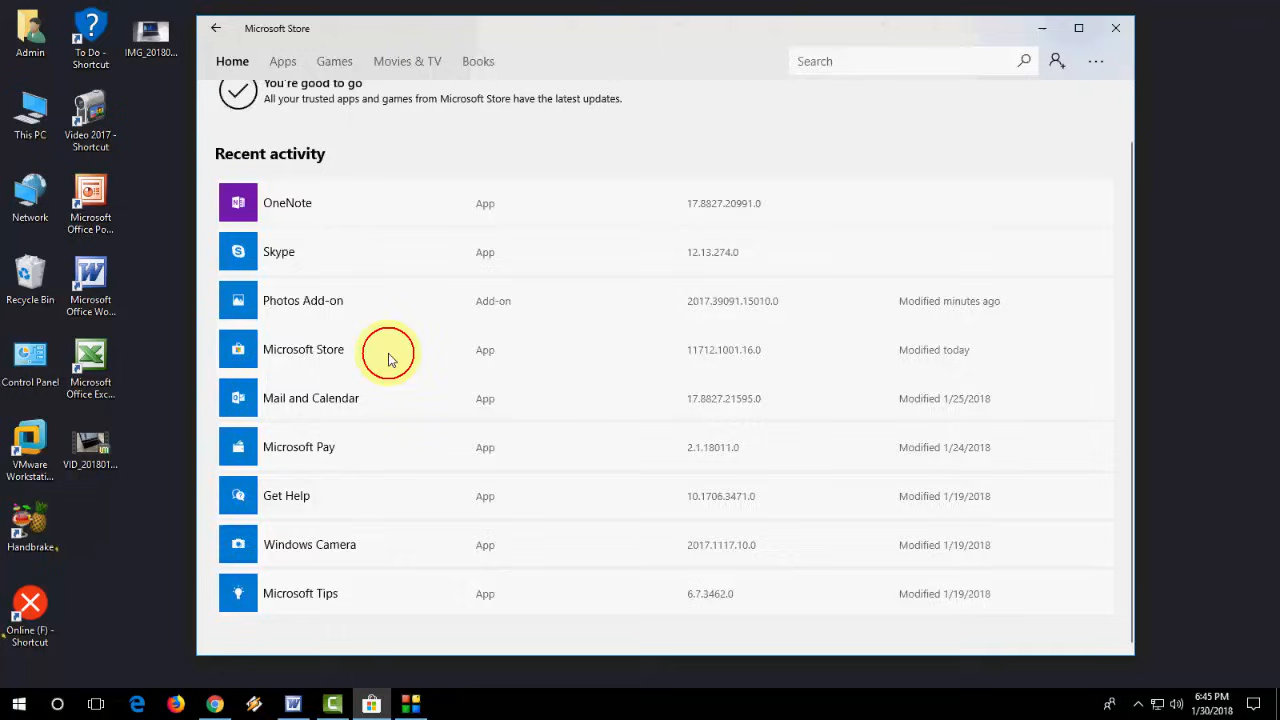 Admin
To Do -
Shortcut
IMG_20180...
This PC
Video 2017 -
Shortcut
Network
Microsoft
Office Po...
Recycle Bin
Microsoft
Office Wo...
Control Panel
Microsoft
Office Exc...
VMware
Workstati...
VID_201801...
Handbrake
Online (F) -
Shortcut
Microsoft Store
Home Apps Games Movies & TV Books
Search
You're good to go
All your trusted apps and games from Microsoft Store have the latest updates.
Recent activity
OneNote App 17.8827.20991.0
Skype App 12.13.274.0
Photos Add-on Add-on 2017.39091.15010.0 Modified minutes ago
Microsoft Store App 11712.1001.16.0 Modified today
Mail and Calendar App 17.8827.21595.0 Modified 1/25/2018
Microsoft Pay App 2.1.18011.0 Modified 1/24/2018
Get Help App 10.1706.3471.0 Modified 1/19/2018
Windows Camera App 2017.1117.10.0 Modified 1/19/2018
Microsoft Tips App 6.7.3462.0 Modified 1/19/2018
6:45 PM
1/30/2018